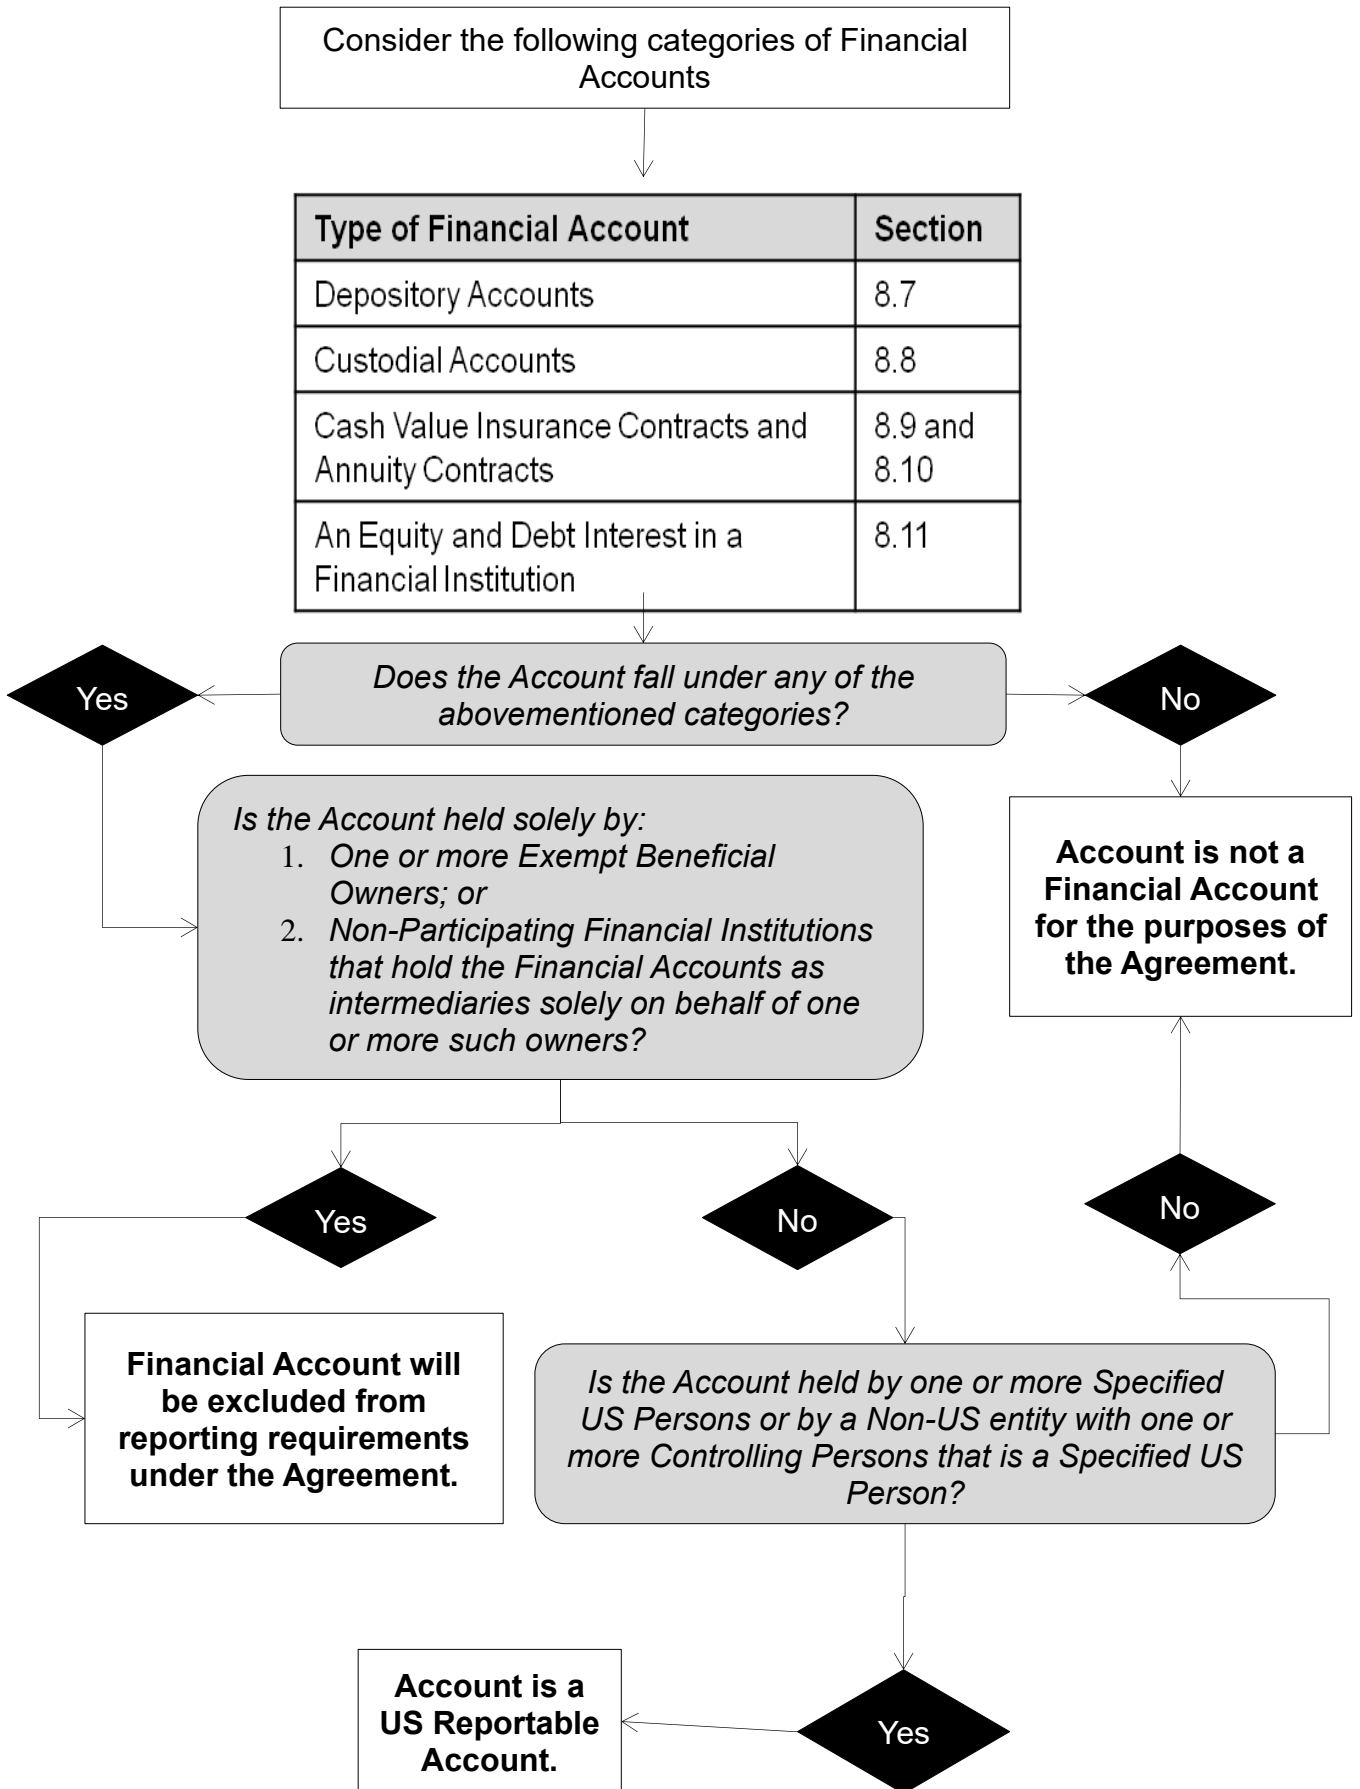 Consider the following categories of Financial
Accounts
Type of Financial Account Section
Depository Accounts 8.7
Custodial Accounts 8.8
Cash Value Insurance Contracts and 8.9 and
Annuity Contracts 8.10
An Equity and Debt Interest in a 8.11
Financial Institution
Yes
Does the Account fall under any of the
abovementioned categories?
No
Is the Account held solely by:
1. One or more Exempt Beneficial
Owners; or
2. Non-Participating Financial Institutions
that hold the Financial Accounts as
intermediaries solely on behalf of one
or more such owners?
Account is not a
Financial Account
for the purposes of
the Agreement.
Yes
No
No
Financial Account will
be excluded from
reporting requirements
under the Agreement.
Is the Account held by one or more Specified
US Persons or by a Non-US entity with one or
more Controlling Persons that is a Specified US
Person?
Account is a
US Reportable
Account.
Yes